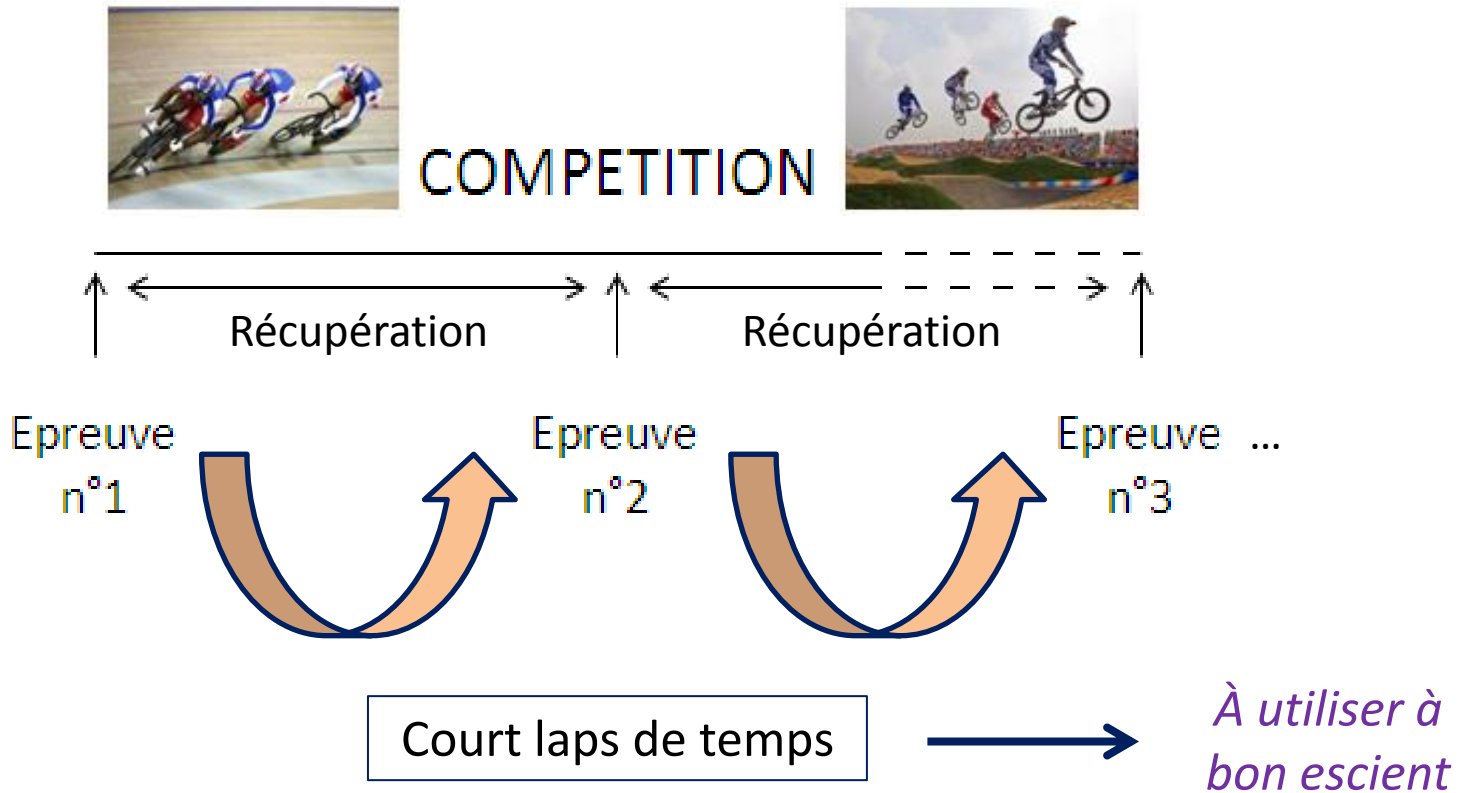 COMPETITION
Récupération Récupération
Epreuve Epreuve Epreuve ...
n°1 n°2 n°3
Court laps de temps
À utiliser à
bon escient